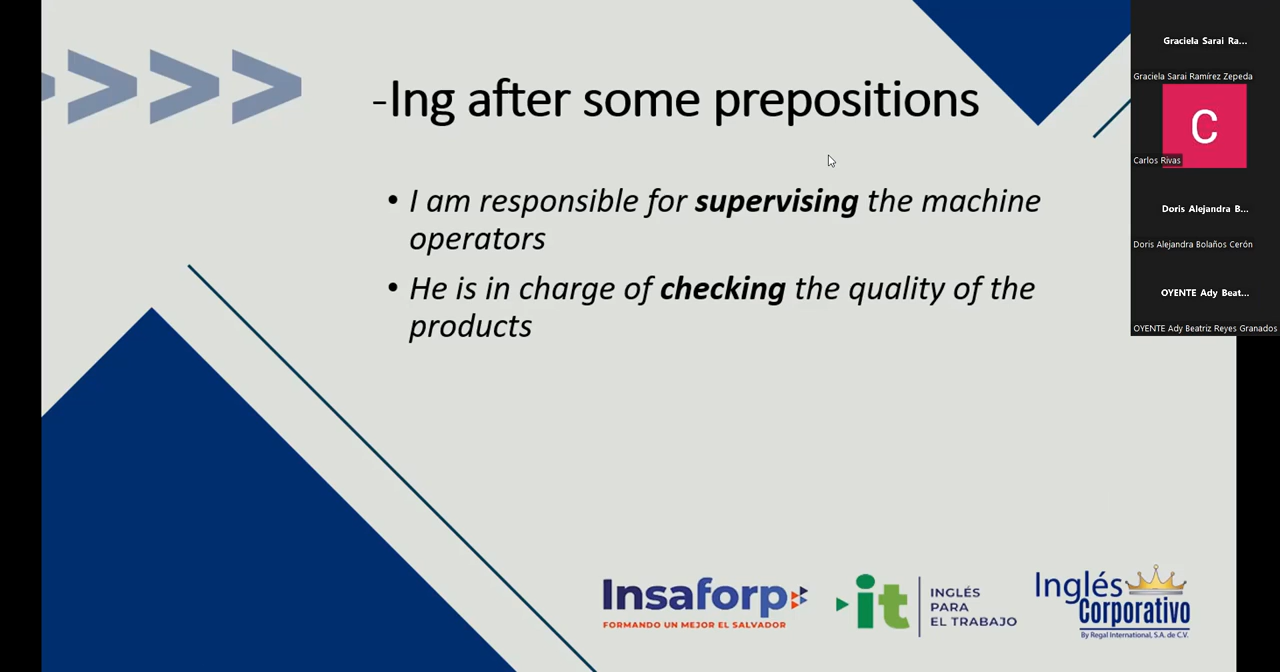 -Ing after some prepositions
• I am responsible for supervising the machine
operators
• He is in charge of checking the quality of the
products
Insaforp
FORMANDO UN MEJOR EL SALVADOR
it
INGLÉS
PARA
EL TRABAJO
Inglés
Corporativo
By Regal International, S.A. de C.V.
Graciela Sarai Ra...
Graciela Sarai Ramírez Zepeda
C
Carlos Rivas
Doris Alejandra B...
Doris Alejandra Bolaños Cerón
OYENTE Ady Beat...
OYENTE Ady Beatriz Reyes Granados